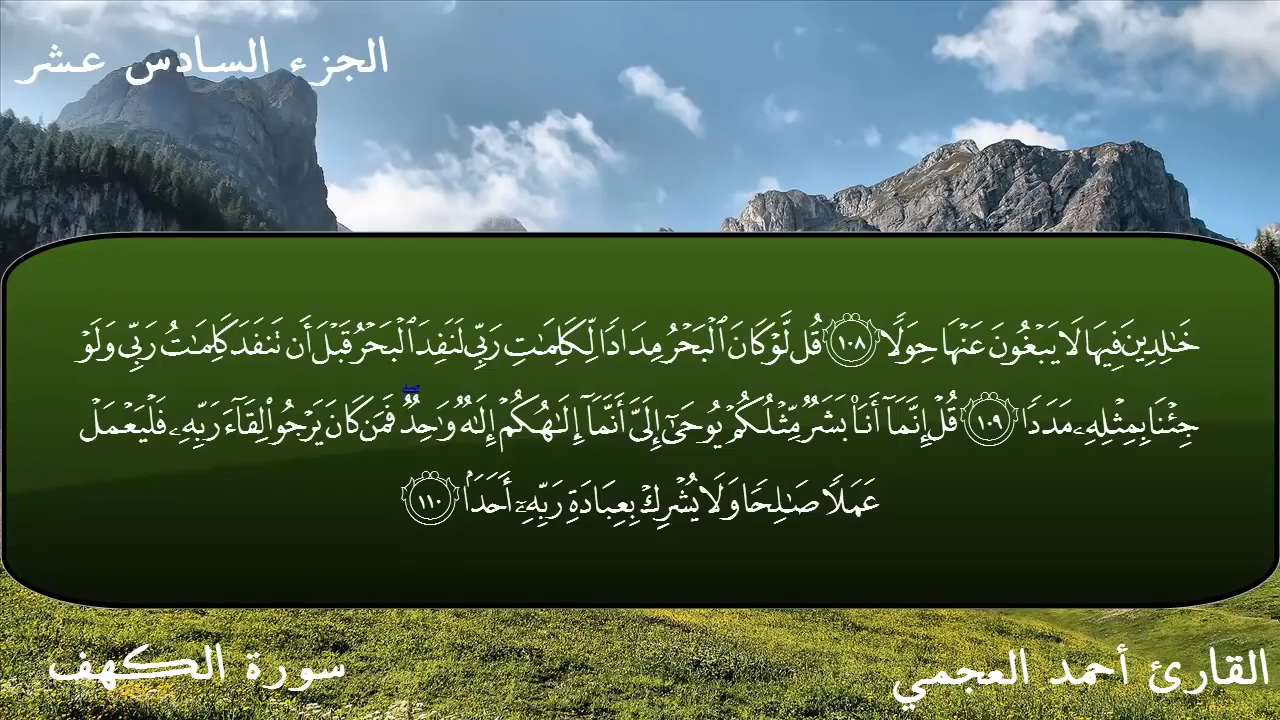 الجزء السادس عشر
خَٰلِدِينَ فِيهَا لَا يَبْغُونَ عَنْهَا حِوَلًا ١٠٨ قُل لَّوْ كَانَ ٱلْبَحْرُ مِدَادًا لِّكَلِمَٰتِ رَبِّى لَنَفِدَ ٱلْبَحْرُ قَبْلَ أَن تَنفَدَ كَلِمَٰتُ رَبِّى وَلَوْ
جِئْنَا بِمِثْلِهِۦ مَدَدًا ١٠٩ قُلْ إِنَّمَآ أَنَا۠ بَشَرٌ مِّثْلُكُمْ يُوحَىٰٓ إِلَىَّ أَنَّمَآ إِلَٰهُكُمْ إِلَٰهٌ وَٰحِدٌ ۖ فَمَن كَانَ يَرْجُوا۟ لِقَآءَ رَبِّهِۦ فَلْيَعْمَلْ
عَمَلًا صَٰلِحًا وَلَا يُشْرِكْ بِعِبَادَةِ رَبِّهِۦٓ أَحَدًۢا ١١٠
القارئ أحمد العجمي
سورة الكهف